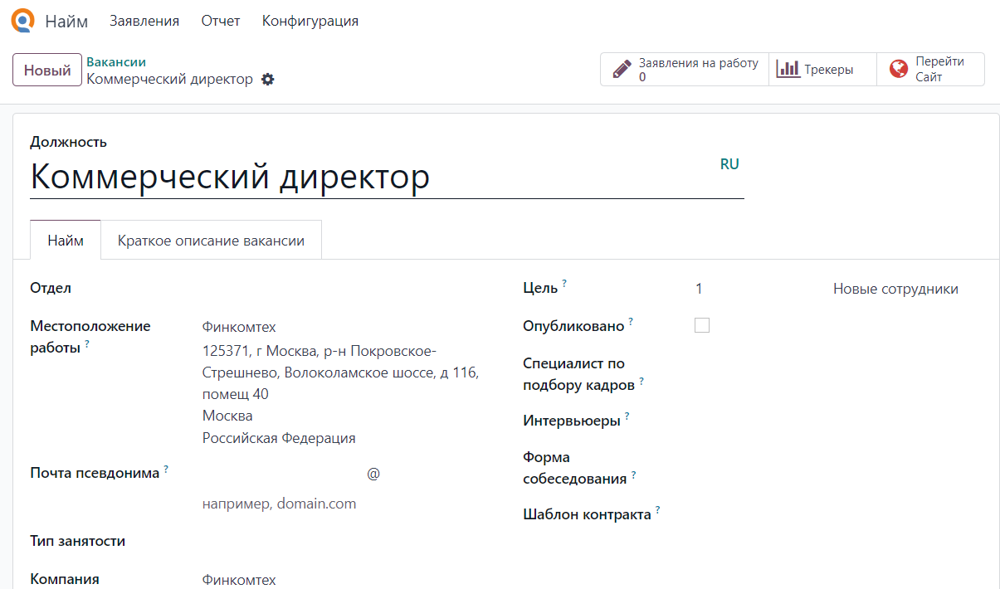 Найм Заявления Отчет Конфигурация
Новый
Вакансии
Коммерческий директор
Заявления на работу
0
Трекеры
Перейти
Сайт
Должность
Коммерческий директор
RU
Найм Краткое описание вакансии
Отдел
Местоположение
работы ?
Финкомтех
125371, г Москва, р-н Покровское-
Стрешнево, Волоколамское шоссе, д 116,
помещ 40
Москва
Российская Федерация
Почта псевдонима ? @
например, domain.com
Тип занятости
Компания Финкомтех
Цель ? 1 Новые сотрудники
Опубликовано ?
Специалист по
подбору кадров ?
Интервьюеры ?
Форма
собеседования ?
Шаблон контракта ?